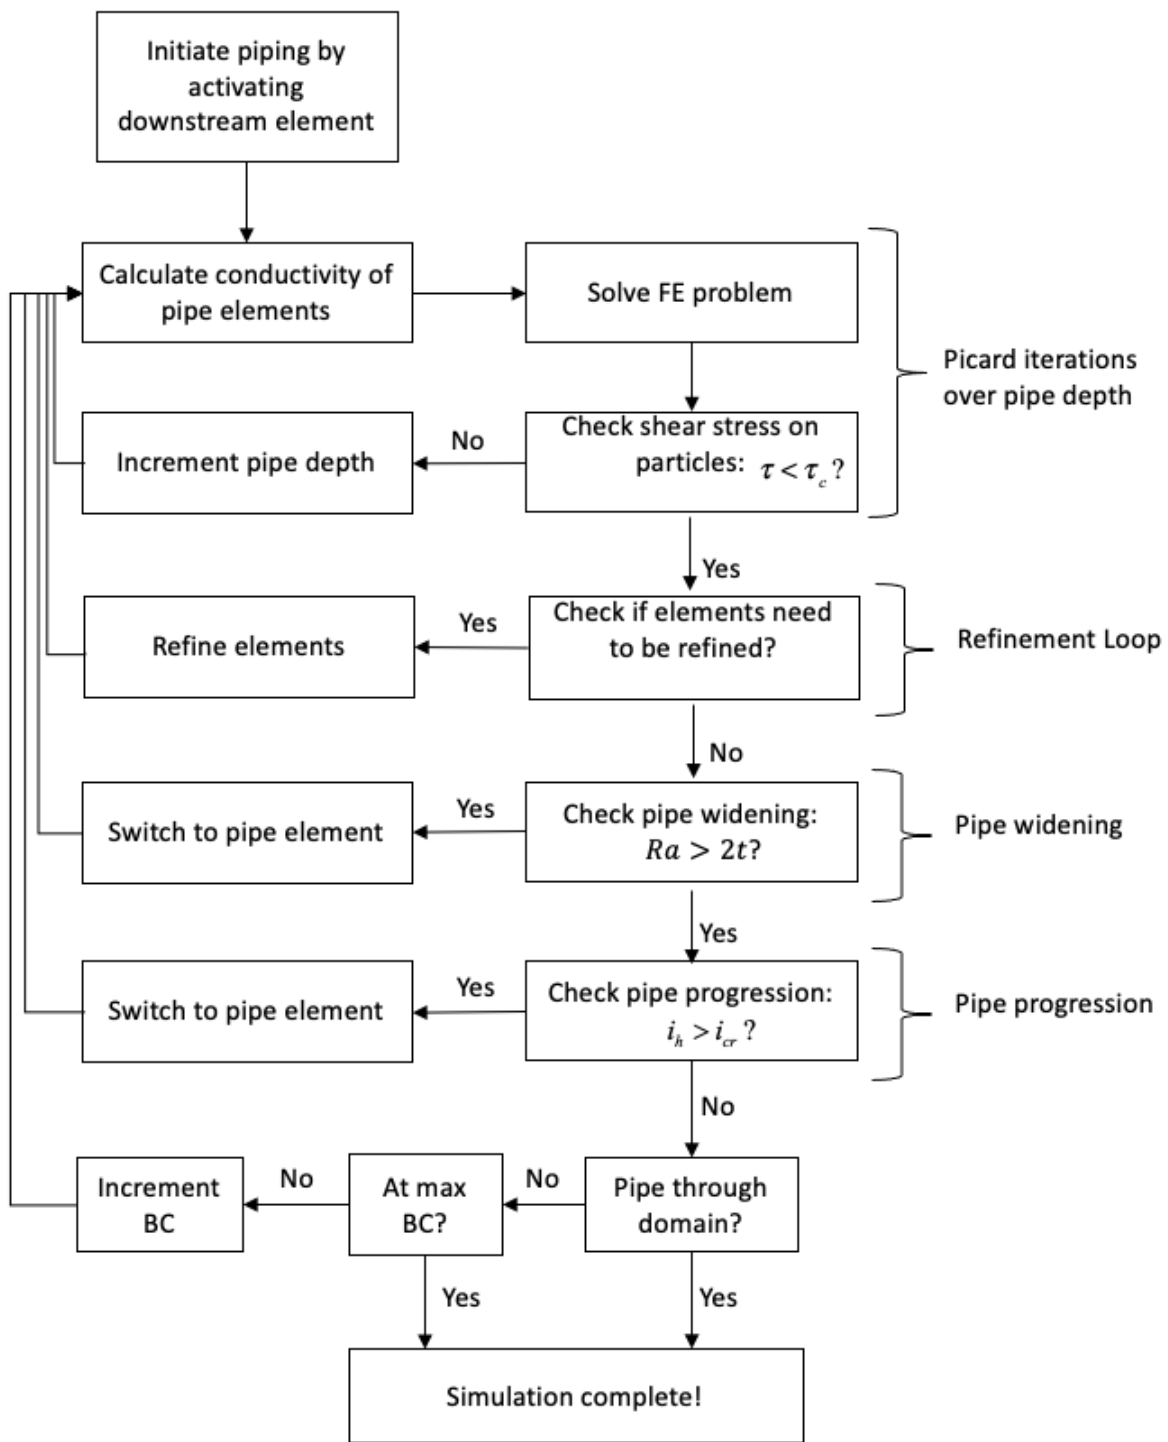 Initiate piping by
activating
downstream element
Calculate conductivity of
pipe elements
Solve FE problem
Picard iterations
over pipe depth
Increment pipe depth
No
Check shear stress on
particles: τ < τc ?
Yes
Refine elements
Yes
Check if elements need
to be refined?
Refinement Loop
No
Switch to pipe element
Yes
Check pipe widening:
Ra > 2t?
Pipe widening
Yes
Switch to pipe element
Yes
Check pipe progression:
ih > icr ?
Pipe progression
No
Increment
BC
No
At max
BC?
No
Pipe through
domain?
Yes
Yes
Simulation complete!